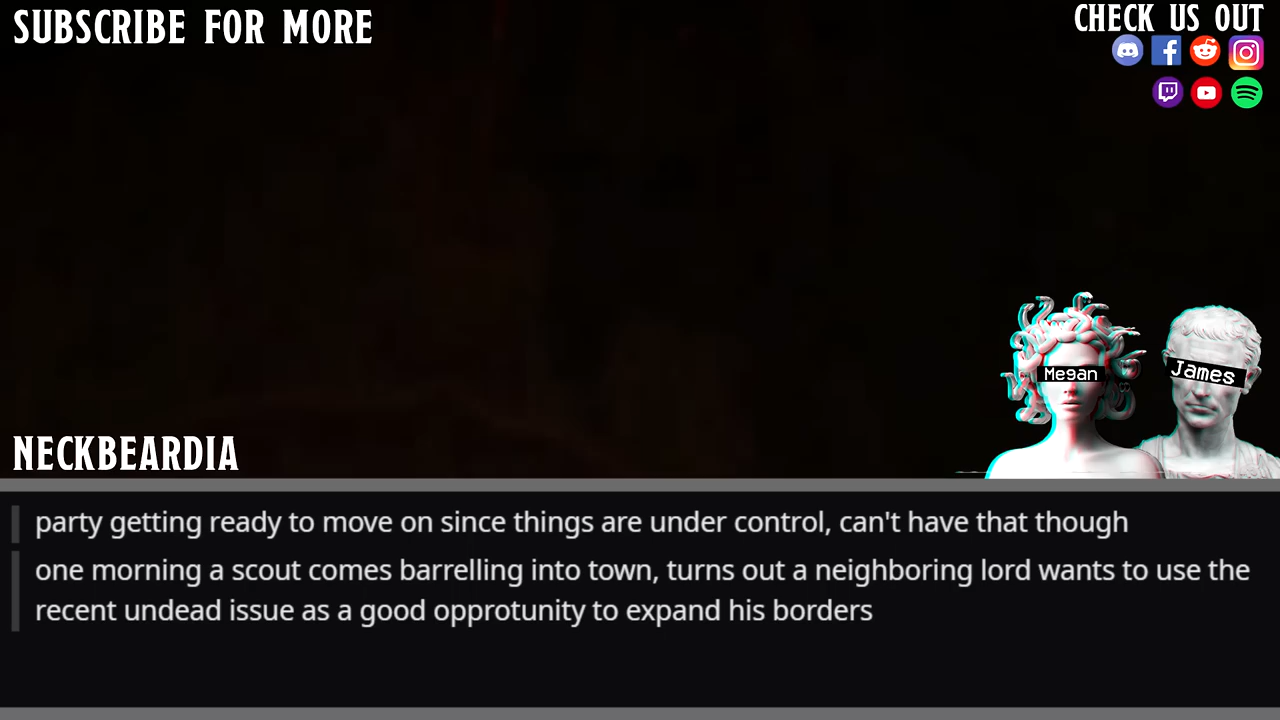 SUBSCRIBE FOR MORE
CHECK US OUT
Megan
James
NECKBEARDIA
party getting ready to move on since things are under control, can't have that though
one morning a scout comes barrelling into town, turns out a neighboring lord wants to use the
recent undead issue as a good opprotunity to expand his borders